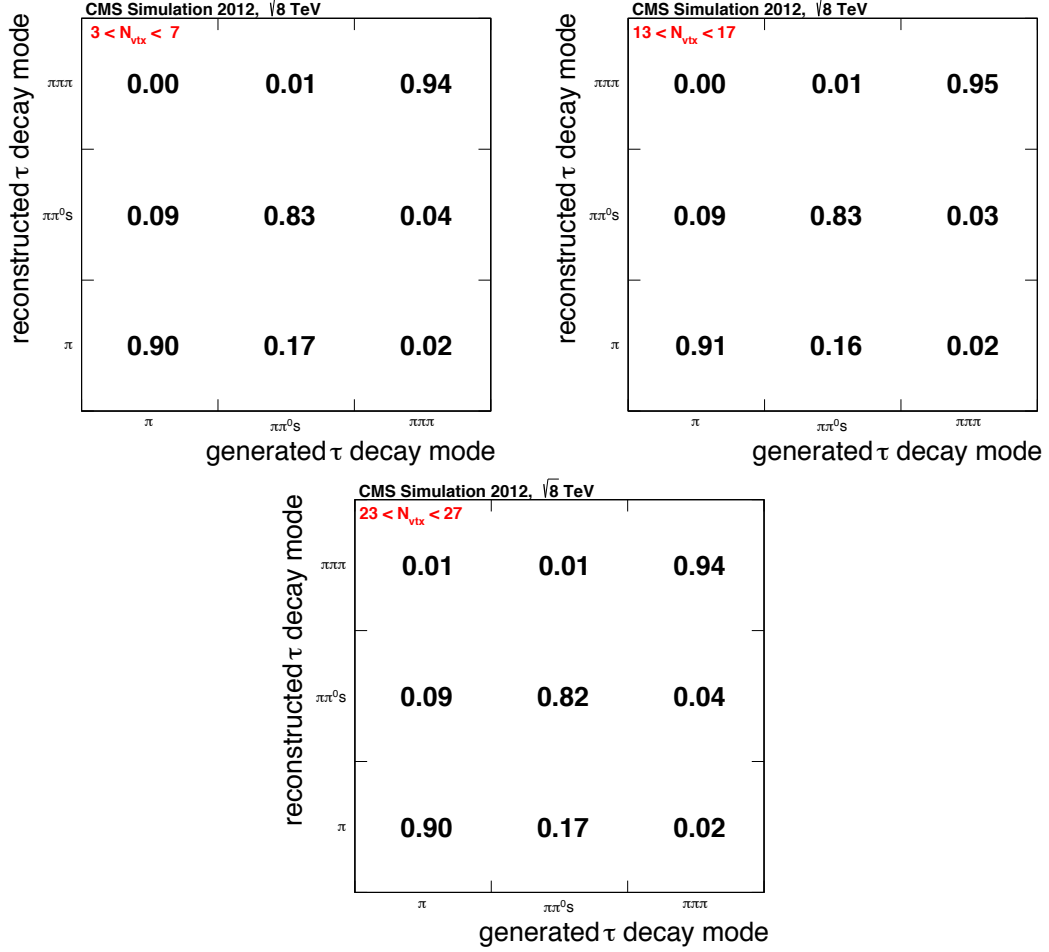 CMS Simulation 2012, √8 TeV
3 < Nvtx < 7
reconstructed τ decay mode
πππ 0.00 0.01 0.94
ππ⁰s 0.09 0.83 0.04
π 0.90 0.17 0.02
π ππ⁰s πππ
generated τ decay mode
CMS Simulation 2012, √8 TeV
13 < Nvtx < 17
reconstructed τ decay mode
πππ 0.00 0.01 0.95
ππ⁰s 0.09 0.83 0.03
π 0.91 0.16 0.02
π ππ⁰s πππ
generated τ decay mode
CMS Simulation 2012, √8 TeV
23 < Nvtx < 27
reconstructed τ decay mode
πππ 0.01 0.01 0.94
ππ⁰s 0.09 0.82 0.04
π 0.90 0.17 0.02
π ππ⁰s πππ
generated τ decay mode